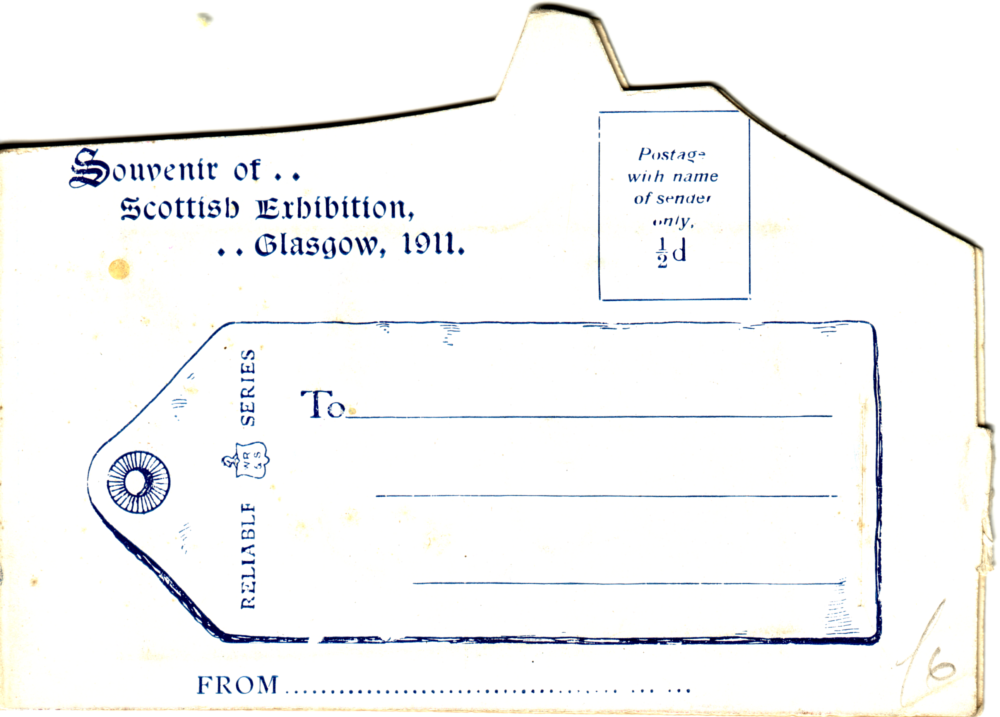 Souvenir of . .
Scottish Exhibition,
. . Glasgow, 1911.
Postage
with name
of sender
only,
½d
RELIABLE SERIES
WR
& S
To
FROM
/6